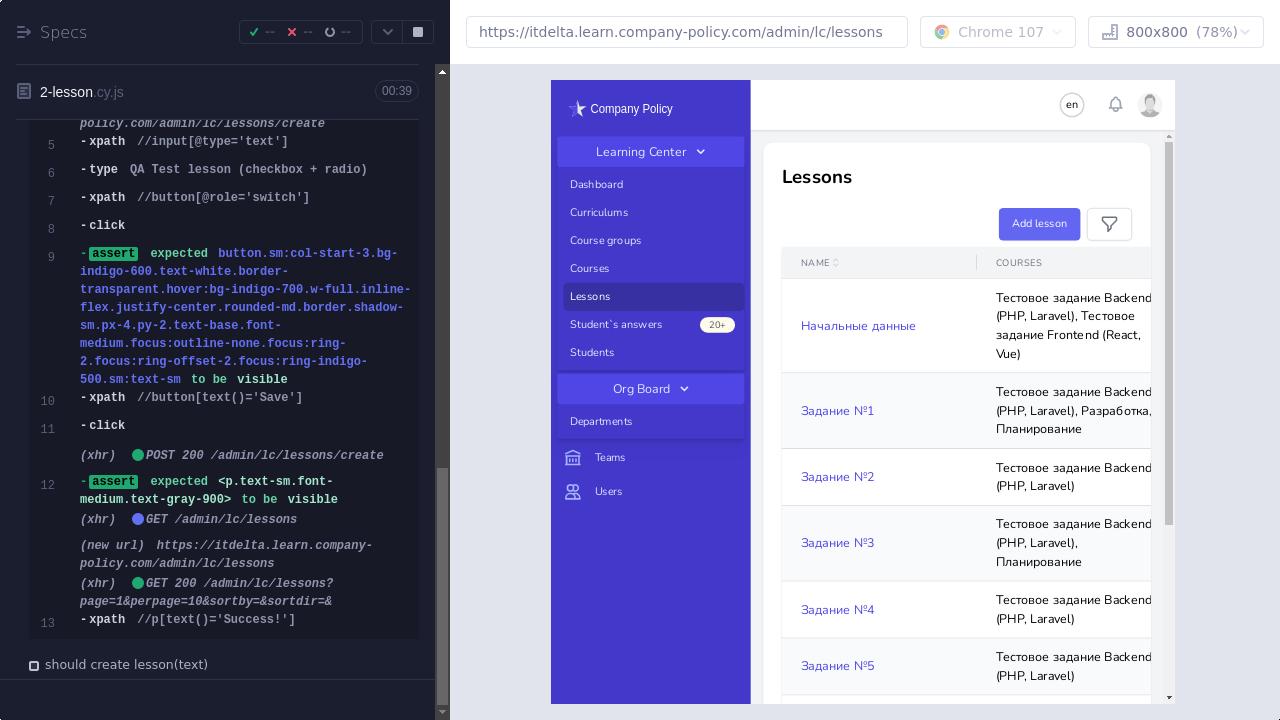 Specs
--
--
--
2-lesson.cy.js
00:39
policy.com/admin/lc/lessons/create
5 -xpath //input[@type='text']
6 -type QA Test lesson (checkbox + radio)
7 -xpath //button[@role='switch']
8 -click
9 -assert expected button.sm:col-start-3.bg-
indigo-600.text-white.border-
transparent.hover:bg-indigo-700.w-full.inline-
flex.justify-center.rounded-md.border.shadow-
sm.px-4.py-2.text-base.font-
medium.focus:outline-none.focus:ring-
2.focus:ring-offset-2.focus:ring-indigo-
500.sm:text-sm to be visible
10 -xpath //button[text()='Save']
11 -click
(xhr) POST 200 /admin/lc/lessons/create
12 -assert expected <p.text-sm.font-
medium.text-gray-900> to be visible
(xhr) GET /admin/lc/lessons
(new url) https://itdelta.learn.company-
policy.com/admin/lc/lessons
(xhr) GET 200 /admin/lc/lessons?
page=1&perpage=10&sortby=&sortdir=&
13 -xpath //p[text()='Success!']
should create lesson(text)
https://itdelta.learn.company-policy.com/admin/lc/lessons
Chrome 107
800x800 (78%)
Company Policy
Learning Center
Dashboard
Curriculums
Course groups
Courses
Lessons
Student`s answers 20+
Students
Org Board
Departments
Teams
Users
en
Lessons
Add lesson
NAME COURSES
Начальные данные
Тестовое задание Backend
(PHP, Laravel), Тестовое
задание Frontend (React,
Vue)
Задание №1
Тестовое задание Backend
(PHP, Laravel), Разработка,
Планирование
Задание №2
Тестовое задание Backend
(PHP, Laravel)
Задание №3
Тестовое задание Backend
(PHP, Laravel),
Планирование
Задание №4
Тестовое задание Backend
(PHP, Laravel)
Задание №5
Тестовое задание Backend
(PHP, Laravel)